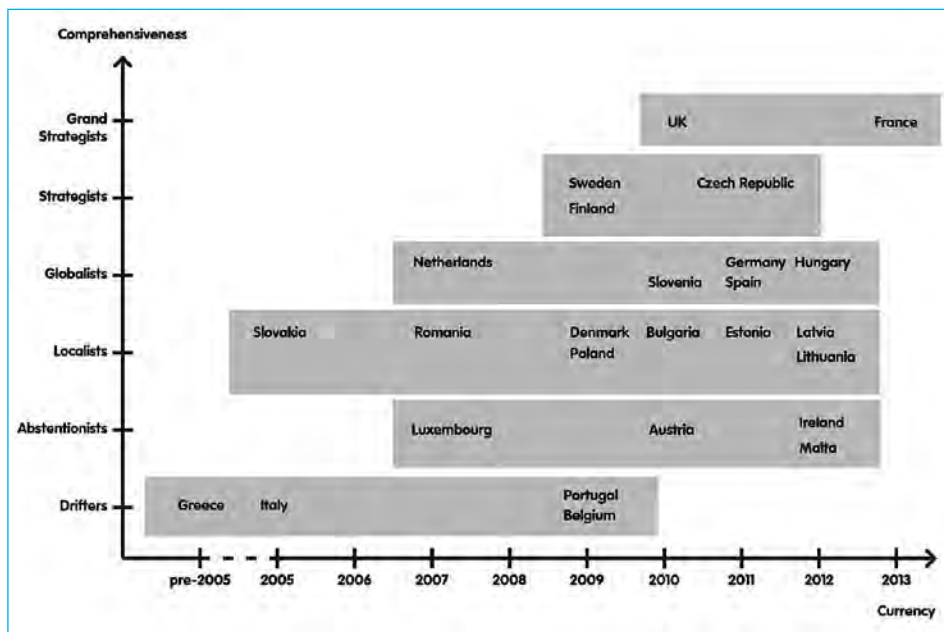 Comprehensiveness
Grand
Strategists
UK France
Strategists
Sweden Czech Republic
Finland
Globalists
Netherlands Germany Hungary
Slovenia Spain
Localists
Slovakia Romania Denmark Bulgaria Estonia Latvia
Poland Lithuania
Abstentionists
Luxembourg Austria Ireland
Malta
Drifters
Greece Italy Portugal
Belgium
pre-2005 2005 2006 2007 2008 2009 2010 2011 2012 2013
Currency